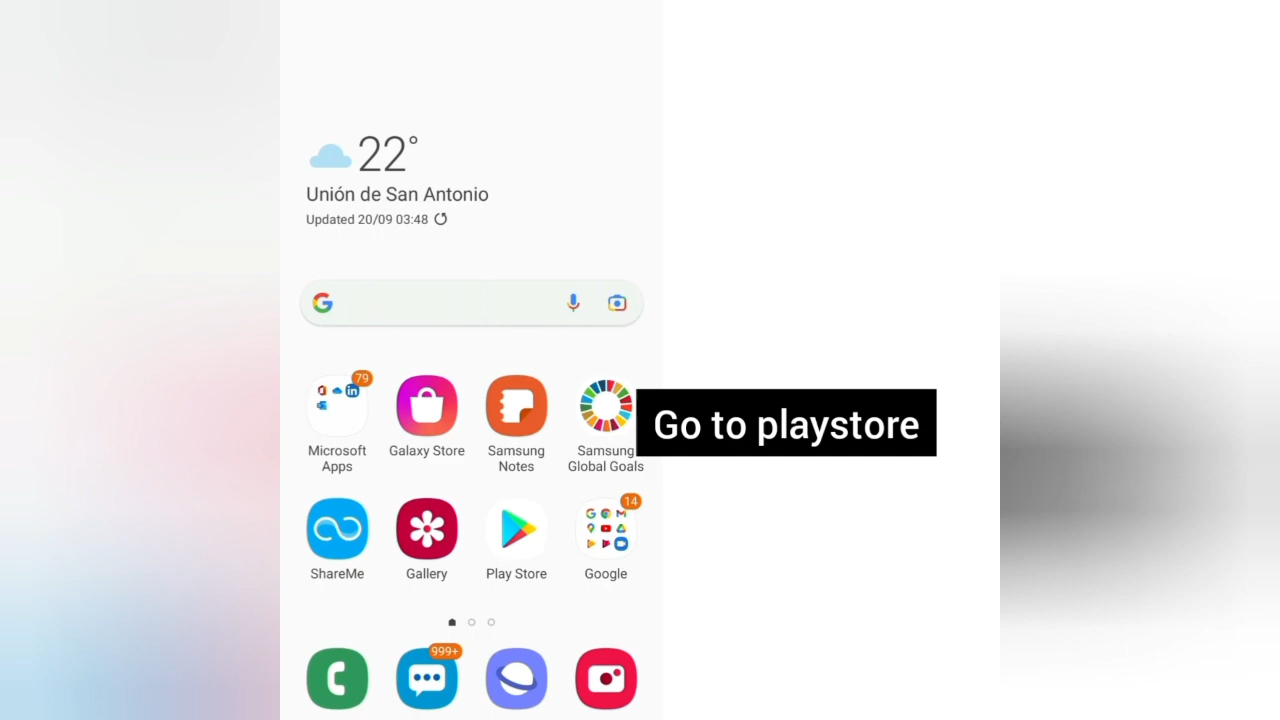 22°
Unión de San Antonio
Updated 20/09 03:48
79
Microsoft Apps
Galaxy Store
Samsung Notes
Samsung Global Goals
Go to playstore
ShareMe
Gallery
Play Store
14
Google
999+